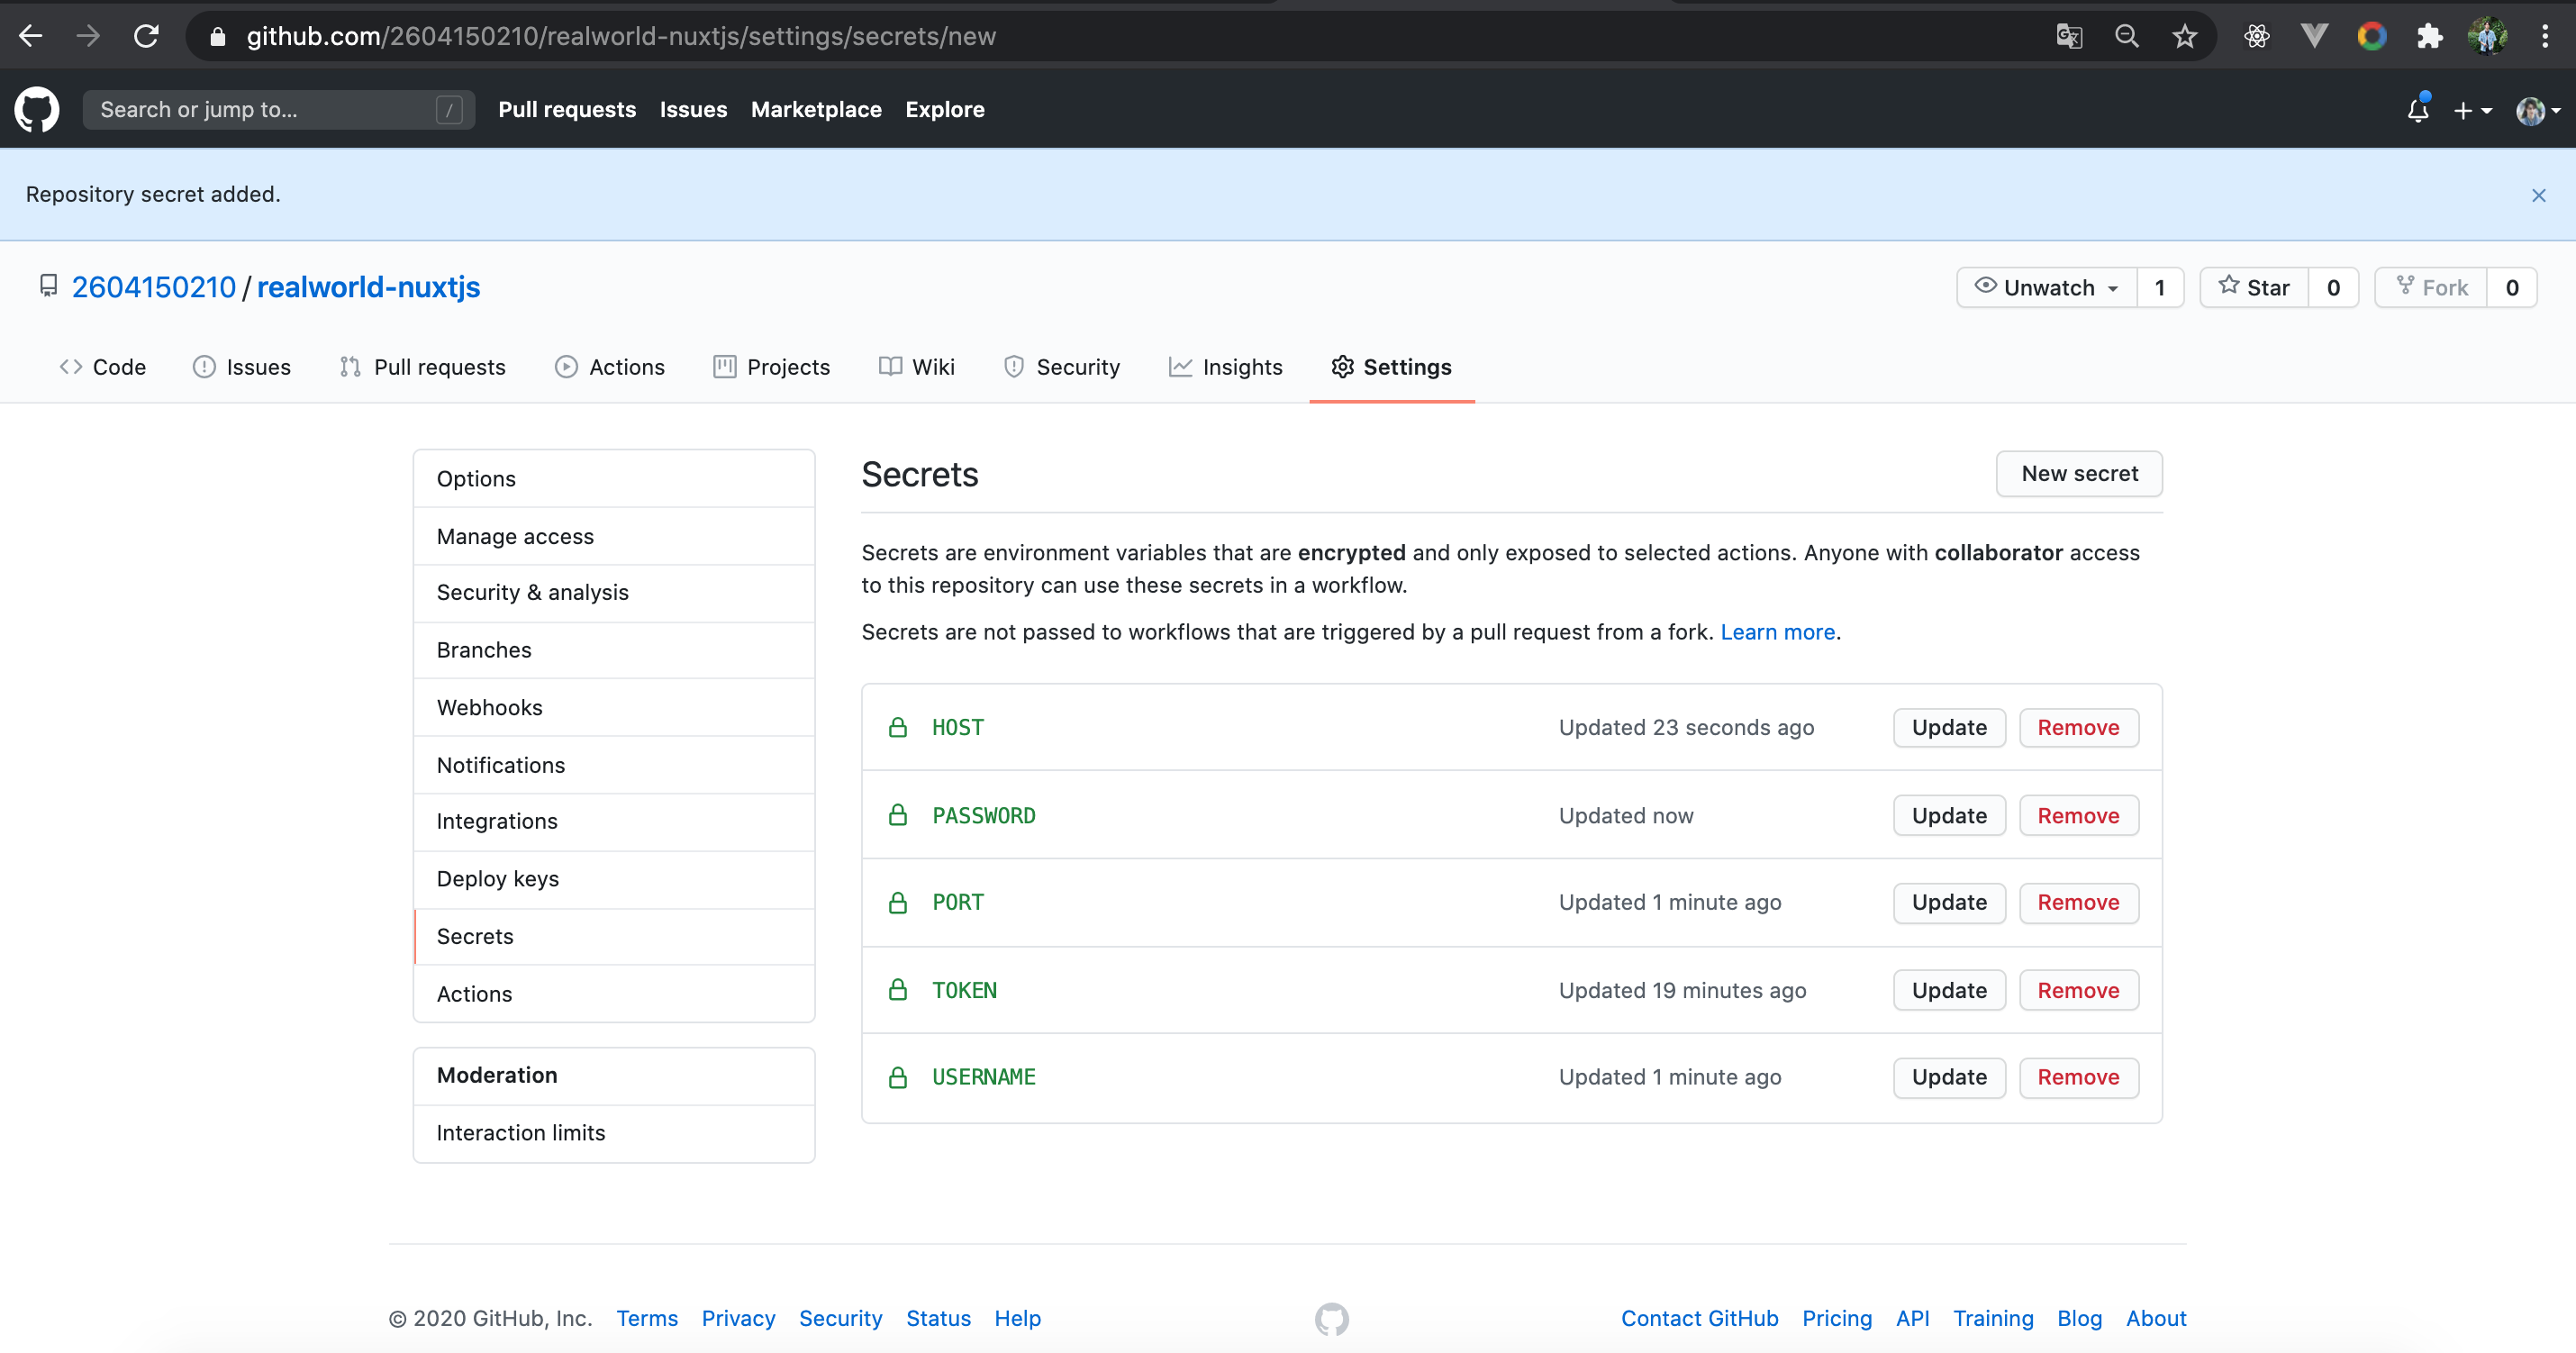 github.com/2604150210/realworld-nuxtjs/settings/secrets/new
Search or jump to... / Pull requests Issues Marketplace Explore
Repository secret added.
2604150210 / realworld-nuxtjs Unwatch 1 Star 0 Fork 0
Code Issues Pull requests Actions Projects Wiki Security Insights Settings
Options
Manage access
Security & analysis
Branches
Webhooks
Notifications
Integrations
Deploy keys
Secrets
Actions
Moderation
Interaction limits
Secrets New secret
Secrets are environment variables that are encrypted and only exposed to selected actions. Anyone with collaborator access
to this repository can use these secrets in a workflow.
Secrets are not passed to workflows that are triggered by a pull request from a fork. Learn more.
HOST Updated 23 seconds ago Update Remove
PASSWORD Updated now Update Remove
PORT Updated 1 minute ago Update Remove
TOKEN Updated 19 minutes ago Update Remove
USERNAME Updated 1 minute ago Update Remove
© 2020 GitHub, Inc. Terms Privacy Security Status Help Contact GitHub Pricing API Training Blog About